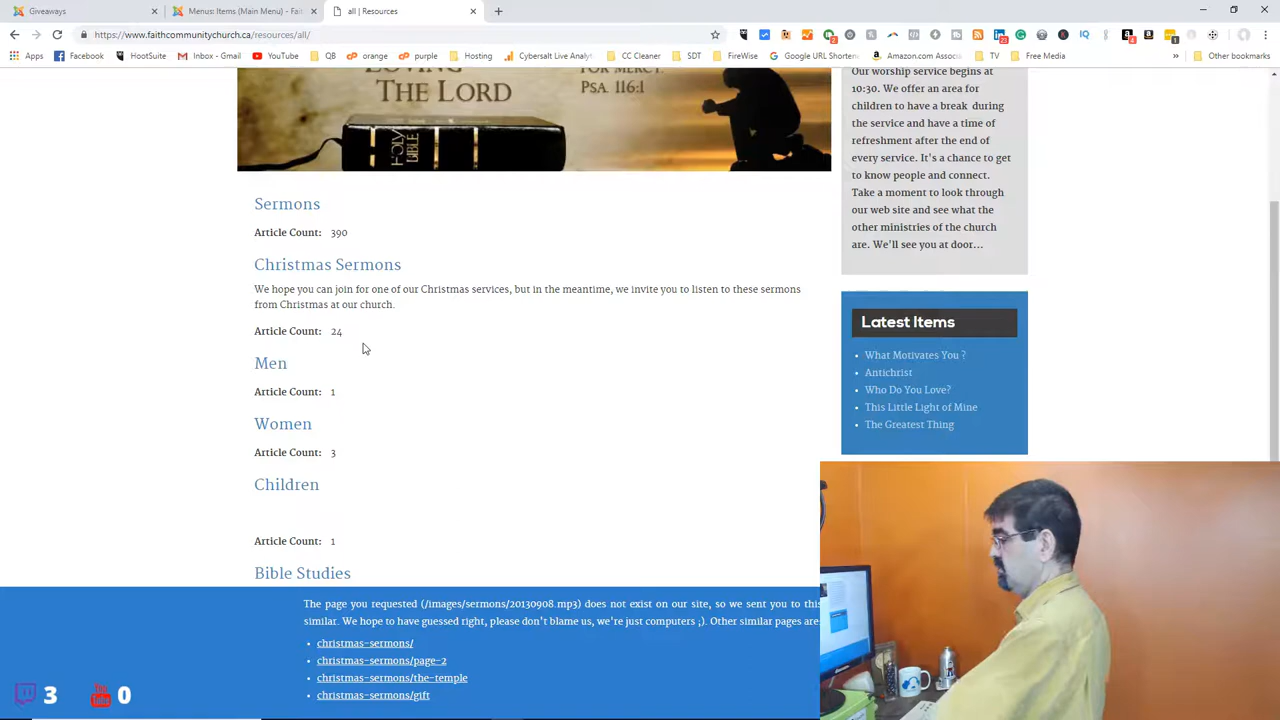 Giveaways
Menus: Items (Main Menu) - Fai
all | Resources
https://www.faithcommunitychurch.ca/resources/all/
Apps
Facebook
HootSuite
Inbox - Gmail
YouTube
QB
orange
purple
Hosting
Cybersalt Live Analy
CC Cleaner
SDT
FireWise
Google URL Shorten
Amazon.com Assoc
TV
Free Media
Other bookmarks
LOVING
THE LORD
FOR MERCY.
PSA. 116:1
HOLY
BIBLE
Our worship service begins at
10:30. We offer an area for
children to have a break during
the service and have a time of
refreshment after the end of
every service. It's a chance to get
to know people and connect.
Take a moment to look through
our web site and see what the
other ministries of the church
are. We'll see you at door...
Sermons
Article Count: 390
Christmas Sermons
We hope you can join for one of our Christmas services, but in the meantime, we invite you to listen to these sermons
from Christmas at our church.
Article Count: 24
Men
Article Count: 1
Women
Article Count: 3
Children
Article Count: 1
Bible Studies
Latest Items
What Motivates You ?
Antichrist
Who Do You Love?
This Little Light of Mine
The Greatest Thing
The page you requested (/images/sermons/20130908.mp3) does not exist on our site, so we sent you to this
similar. We hope to have guessed right, please don't blame us, we're just computers ;). Other similar pages are
christmas-sermons/
christmas-sermons/page-2
christmas-sermons/the-temple
christmas-sermons/gift
3
0